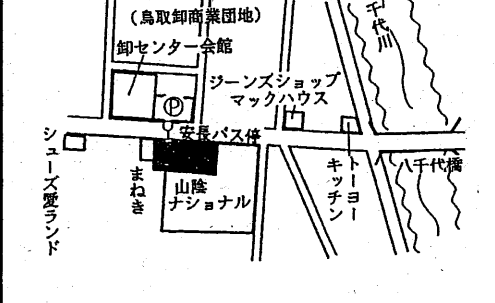 (鳥取卸商業団地)
卸センター会館
Ⓟ
千代川
ジーンズショップ
マックハウス
安長バス停
シューズ愛ランド
まねき
山陰
ナショナル
トーヨー
キッチン
八千代橋